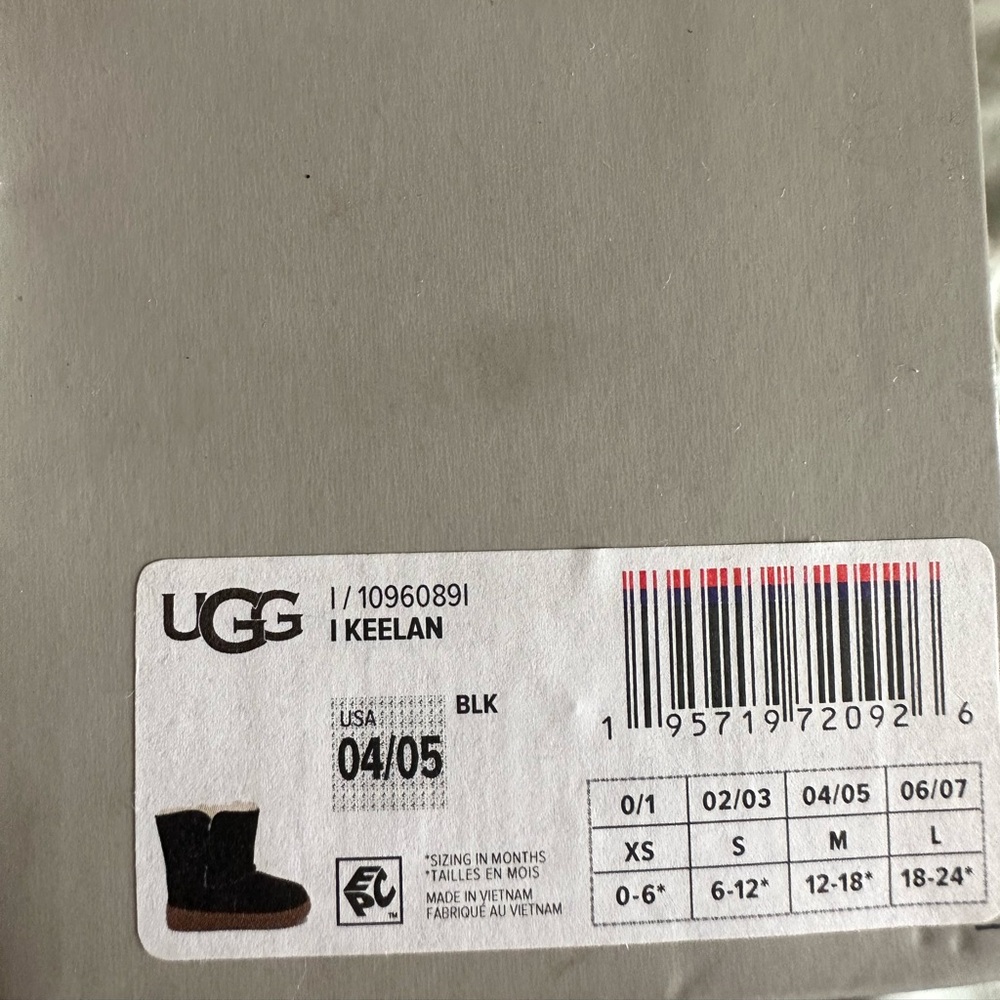 UGG
I / 1096089I
I KEELAN
BLK
USA
04/05
1 95719 72092 6
0/1 02/03 04/05 06/07
XS S M L
0-6* 6-12* 12-18* 18-24*
EPC
TM
*SIZING IN MONTHS
*TAILLES EN MOIS
MADE IN VIETNAM
FABRIQUÉ AU VIETNAM